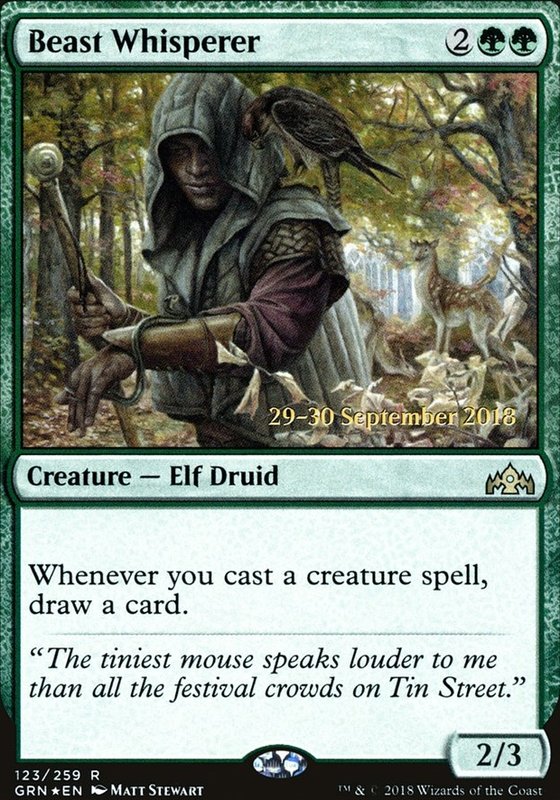 Beast Whisperer 2
29-30 September 2018
Creature — Elf Druid
Whenever you cast a creature spell,
draw a card.
“The tiniest mouse speaks louder to me
than all the festival crowds on Tin Street.”
2/3
123/259 R
GRN★EN Matt Stewart
™ & © 2018 Wizards of the Coast